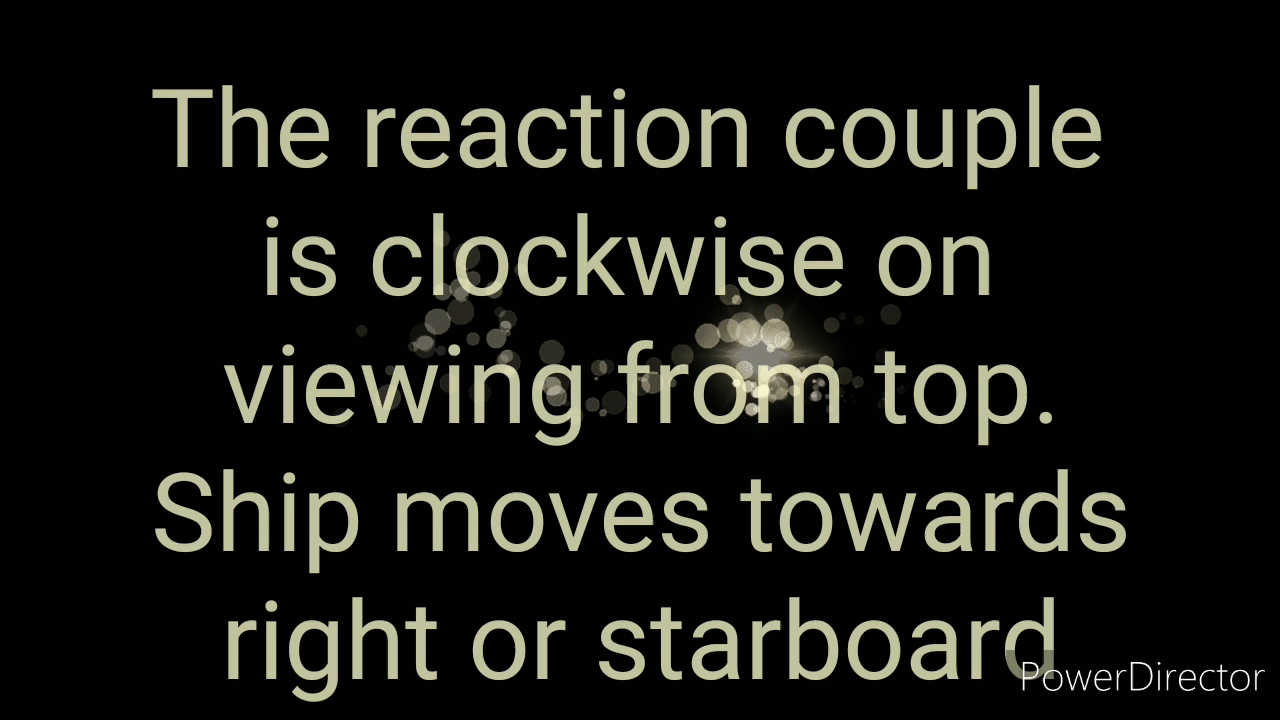 The reaction couple
is clockwise on
viewing from top.
Ship moves towards
right or starboard
PowerDirector